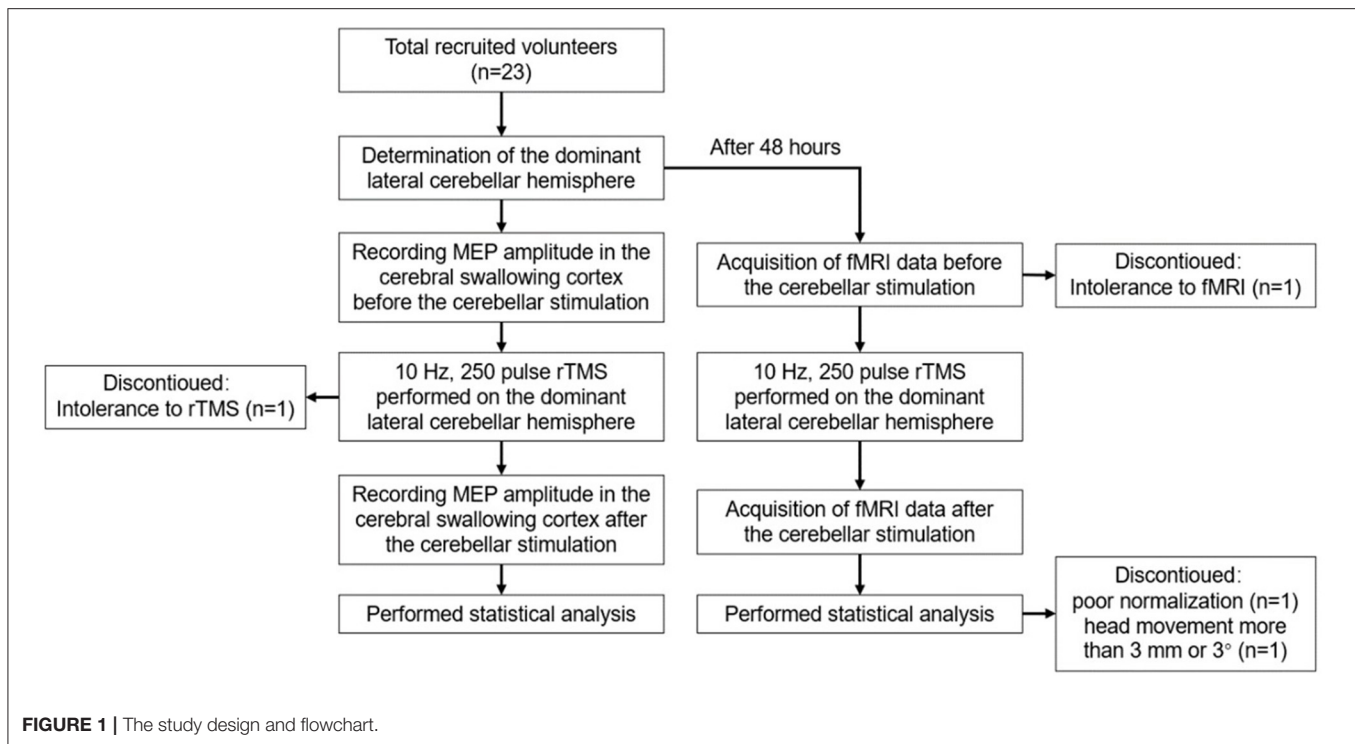 Total recruited volunteers
(n=23)
Determination of the dominant
lateral cerebellar hemisphere
After 48 hours
Recording MEP amplitude in the
cerebral swallowing cortex
before the cerebellar stimulation
Acquisition of fMRI data before
the cerebellar stimulation
Discontioued:
Intolerance to fMRI (n=1)
Discontioued:
Intolerance to rTMS (n=1)
10 Hz, 250 pulse rTMS
performed on the dominant
lateral cerebellar hemisphere
10 Hz, 250 pulse rTMS
performed on the dominant
lateral cerebellar hemisphere
Recording MEP amplitude in the
cerebral swallowing cortex after
the cerebellar stimulation
Acquisition of fMRI data after
the cerebellar stimulation
Performed statistical analysis
Performed statistical analysis
Discontioued:
poor normalization (n=1)
head movement more
than 3 mm or 3° (n=1)
FIGURE 1 | The study design and flowchart.